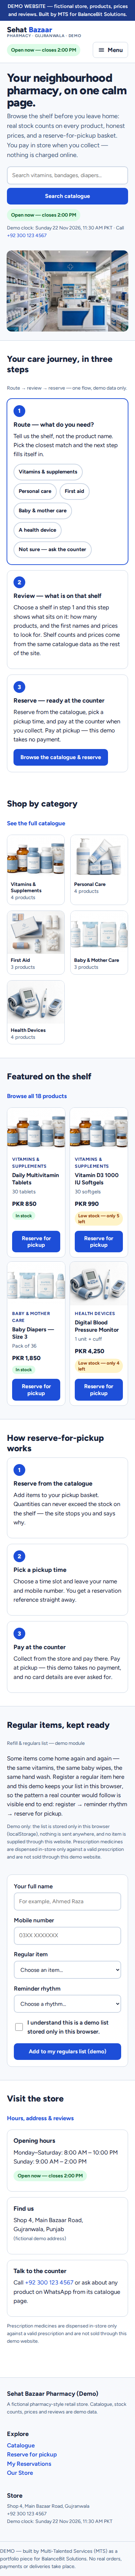 DEMO WEBSITE — fictional store, products, prices and reviews. Built by MTS for BalanceBit Solutions.
Sehat Bazaar
PHARMACY · GUJRANWALA · DEMO
Open now — closes 2:00 PM
Menu
Your neighbourhood pharmacy, on one calm page.
Browse everyday health items, see real stock counts and demo prices, and reserve-for-pickup basket. You pay in store when you collect — nothing is charged online.
Search vitamins, bandages, diapers...
Search catalogue
Open now — closes 2:00 PM
Demo clock: Sunday 22 Nov 2026, 11:30 AM PKT · Call
+92 300 123 4567
Your care journey, in three steps
Route → review → reserve — one flow, demo data only.
1
Route — what do you need?
Tell us the shelf, not the product name. Pick the closest match and the next step fills itself in.
Vitamins & supplements
Personal care
First aid
Baby & mother care
A health device
Not sure — ask the counter
2
Review — what is on that shelf
Choose a shelf in step 1 and this step shows what sits on it: how many products, and the first names and prices to look for. Shelf counts and prices come from the same catalogue data as the rest of the site.
3
Reserve — ready at the counter
Reserve from the catalogue, pick a pickup time, and pay at the counter when you collect. Pay at pickup — this demo takes no payment.
Browse the catalogue & reserve
Shop by category
See the full catalogue
Vitamins & Supplements
4 products
Personal Care
4 products
First Aid
3 products
Baby & Mother Care
3 products
Health Devices
4 products
Featured on the shelf
Browse all 18 products
VITAMINS & SUPPLEMENTS
Daily Multivitamin Tablets
30 tablets
PKR 850
In stock
Reserve for pickup
VITAMINS & SUPPLEMENTS
Vitamin D3 1000 IU Softgels
30 softgels
PKR 990
Low stock — only 5 left
Reserve for pickup
BABY & MOTHER CARE
Baby Diapers — Size 3
Pack of 36
PKR 1,850
In stock
Reserve for pickup
HEALTH DEVICES
Digital Blood Pressure Monitor
1 unit + cuff
PKR 4,250
Low stock — only 4 left
Reserve for pickup
How reserve-for-pickup works
1
Reserve from the catalogue
Add items to your pickup basket. Quantities can never exceed the stock on the shelf — the site stops you and says why.
2
Pick a pickup time
Choose a time slot and leave your name and mobile number. You get a reservation reference straight away.
3
Pay at the counter
Collect from the store and pay there. Pay at pickup — this demo takes no payment, and no card details are ever asked for.
Regular items, kept ready
Refill & regulars list — demo module
Some items come home again and again — the vitamins, the same baby wipes, the same hand wash. Register a regular item here and this demo keeps your list in this browser, so the pattern a real pickup order would follow is visible end to end: register → reminder rhythm → reserve for pickup.
Demo only: the list is stored only in this browser (localStorage), nothing is sent anywhere, and no item is supplied through this website. Prescription medicines are dispensed in-store only against a valid prescription and are not sold through this demo website.
Your full name
For example, Ahmed Raza
Mobile number
03XX XXXXXXX
Regular item
Choose an item...
Reminder rhythm
Choose a rhythm...
I understand this is a demo list stored only in this browser.
Add to my regulars list (demo)
Visit the store
Hours, address & reviews
Opening hours
Monday–Saturday: 8:00 AM – 10:00 PM
Sunday: 9:00 AM – 2:00 PM
Open now — closes 2:00 PM
Find us
Shop 4, Main Bazaar Road, Gujranwala, Punjab
(fictional demo address)
Talk to the counter
Call +92 300 123 4567 or ask about any product on WhatsApp from its catalogue page.
Prescription medicines are dispensed in-store only against a valid prescription and are not sold through this demo website.
Sehat Bazaar Pharmacy (Demo)
A fictional pharmacy-style retail store. Catalogue, stock counts, prices and reviews are demo data.
Explore
Catalogue
Reserve for pickup
My Reservations
Our Store
Store
Shop 4, Main Bazaar Road, Gujranwala
+92 300 123 4567
Demo clock: Sunday 22 Nov 2026, 11:30 AM PKT
DEMO — built by Multi-Talented Services (MTS) as a portfolio piece for BalanceBit Solutions. No real orders, payments or deliveries take place.